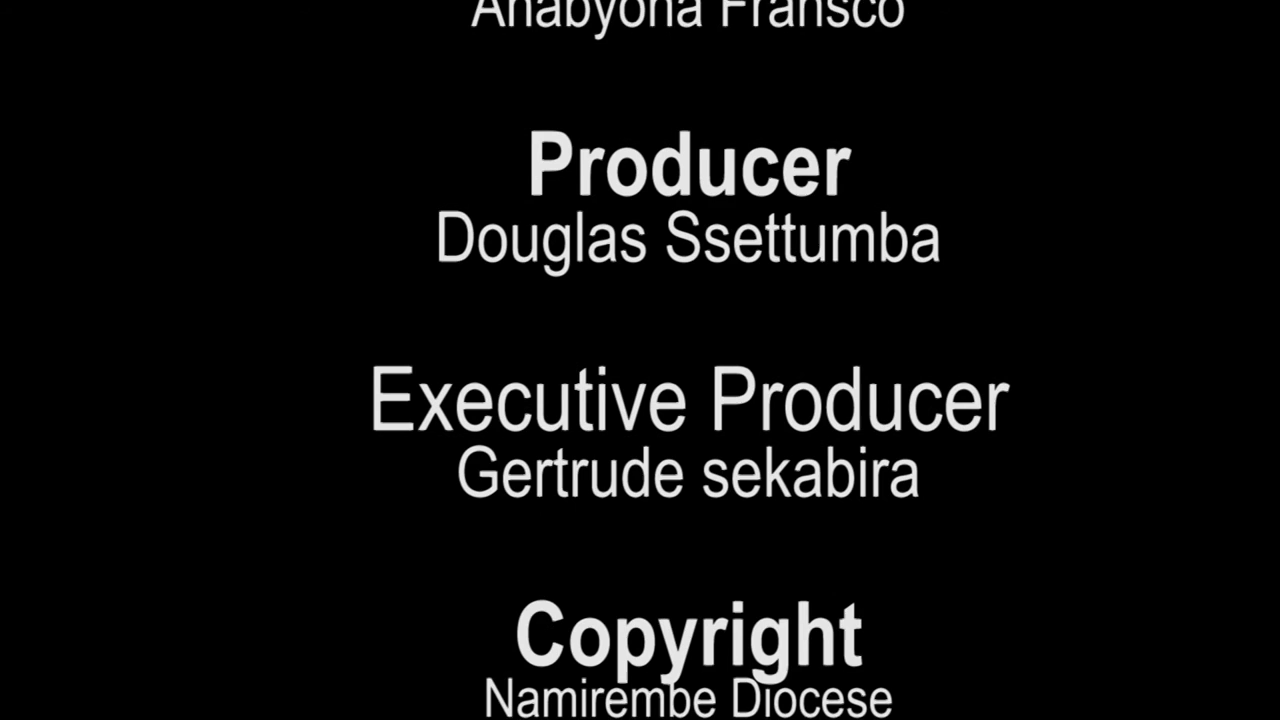 Anabyona Fransco
Producer
Douglas Ssettumba
Executive Producer
Gertrude sekabira
Copyright
Namirembe Diocese